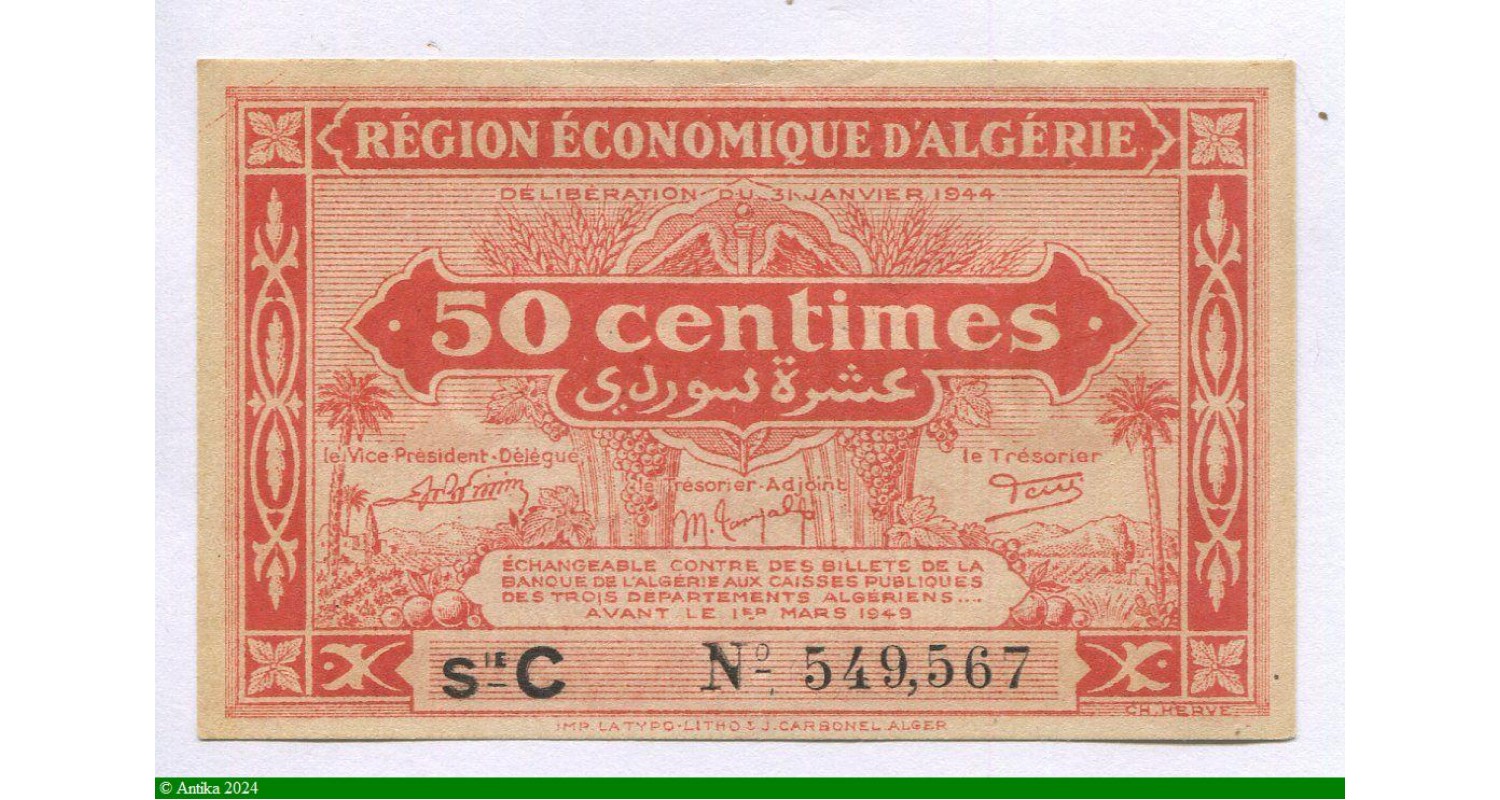 RÉGION ÉCONOMIQUE D'ALGÉRIE
DÉLIBÉRATION DU 31 JANVIER 1944
50 centimes
عشرة سوردي
le Vice-Président-Délégué
le Trésorier
le Trésorier-Adjoint
ÉCHANGEABLE CONTRE DES BILLETS DE LA
BANQUE DE L'ALGÉRIE AUX CAISSES PUBLIQUES
DES TROIS DÉPARTEMENTS ALGÉRIENS....
AVANT LE 1ER MARS 1949
SIE C
No 549,567
CH. HERVÉ
IMP. LA TYPO-LITHO & J. CARBONEL ALGER
© Antika 2024